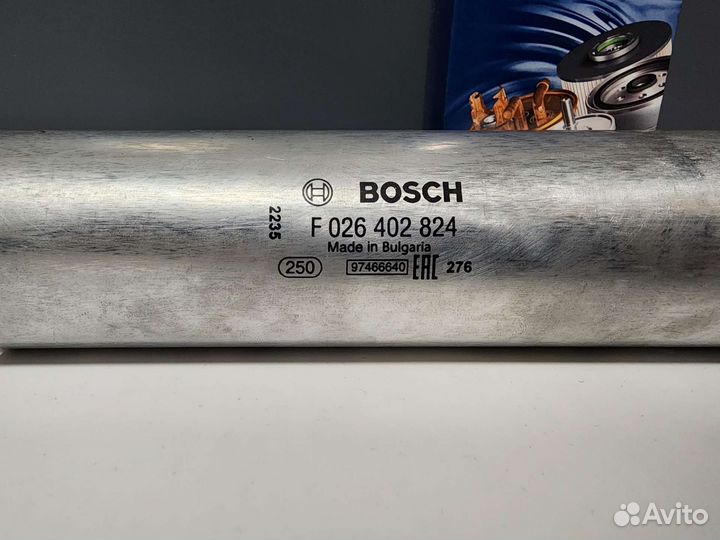 BOSCH
2235
F 026 402 824
Made in Bulgaria
250 97466640 EAC 276
Avito